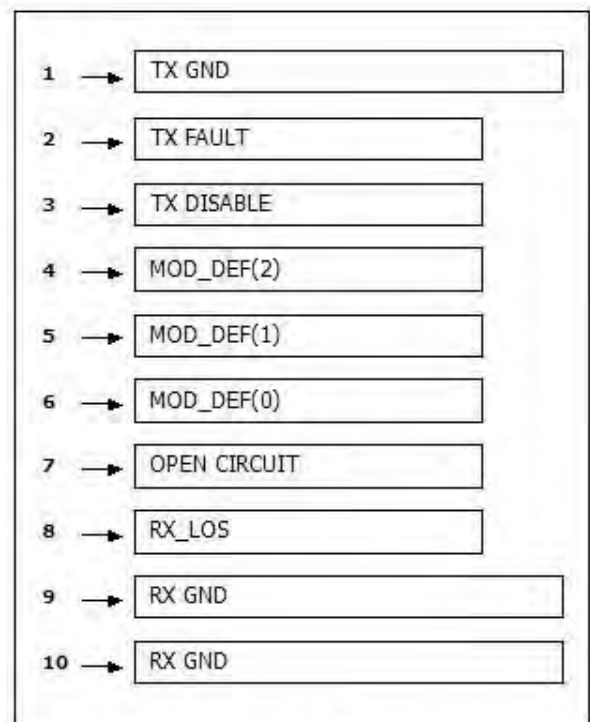 1 TX GND
2 TX FAULT
3 TX DISABLE
4 MOD_DEF(2)
5 MOD_DEF(1)
6 MOD_DEF(0)
7 OPEN CIRCUIT
8 RX_LOS
9 RX GND
10 RX GND